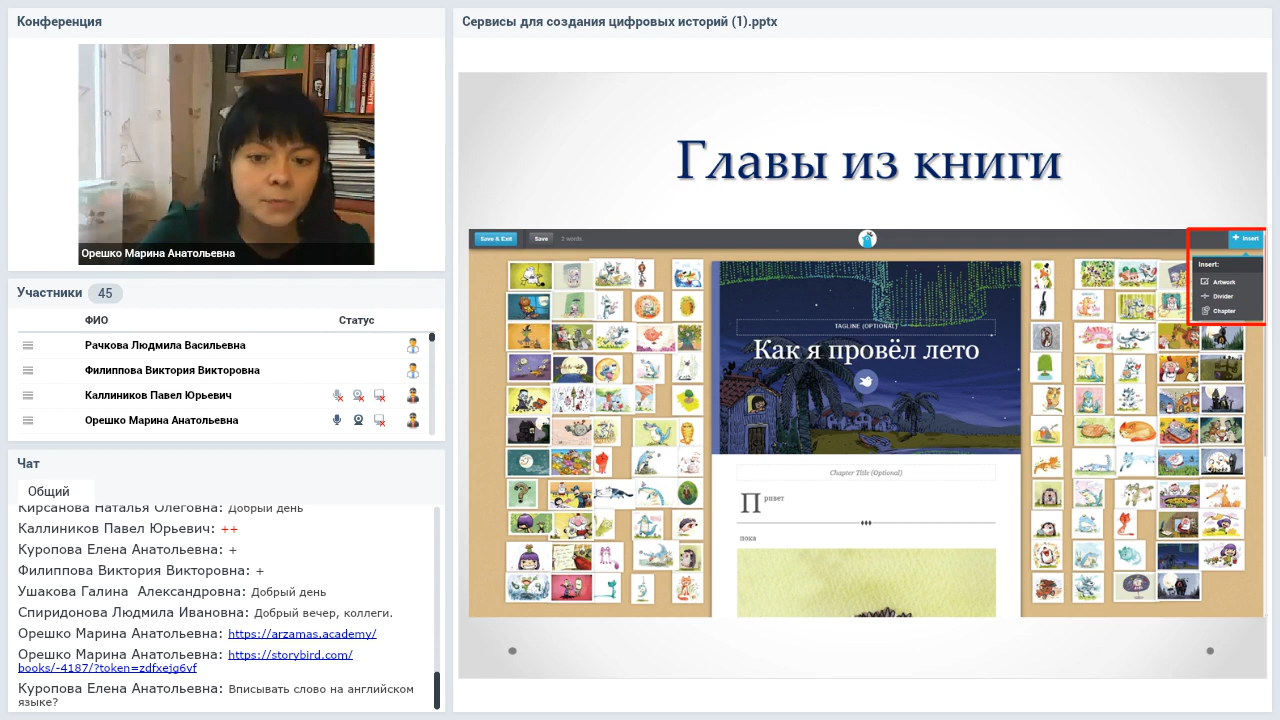 Конференция
Орешко Марина Анатольевна
Участники 45
ФИО Статус
Рачкова Людмила Васильевна
Филиппова Виктория Викторовна
Каллиников Павел Юрьевич
Орешко Марина Анатольевна
Чат
Общий
Кирсанова Наталья Олеговна: Добрый день
Каллиников Павел Юрьевич: ++
Куропова Елена Анатольевна: +
Филиппова Виктория Викторовна: +
Ушакова Галина Александровна: Добрый день
Спиридонова Людмила Ивановна: Добрый вечер, коллеги.
Орешко Марина Анатольевна: https://arzamas.academy/
Орешко Марина Анатольевна: https://storybird.com/
books/-4187/?token=zdfxejg6vf
Куропова Елена Анатольевна: Вписывать слово на английском
языке?
Сервисы для создания цифровых историй (1).pptx
Главы из книги
Save & Exit Save 2 words. + Insert
Insert:
Artwork
Divider
Chapter
TAGLINE (OPTIONAL)
Как я провёл лето
Chapter Title (Optional)
Привет
пока